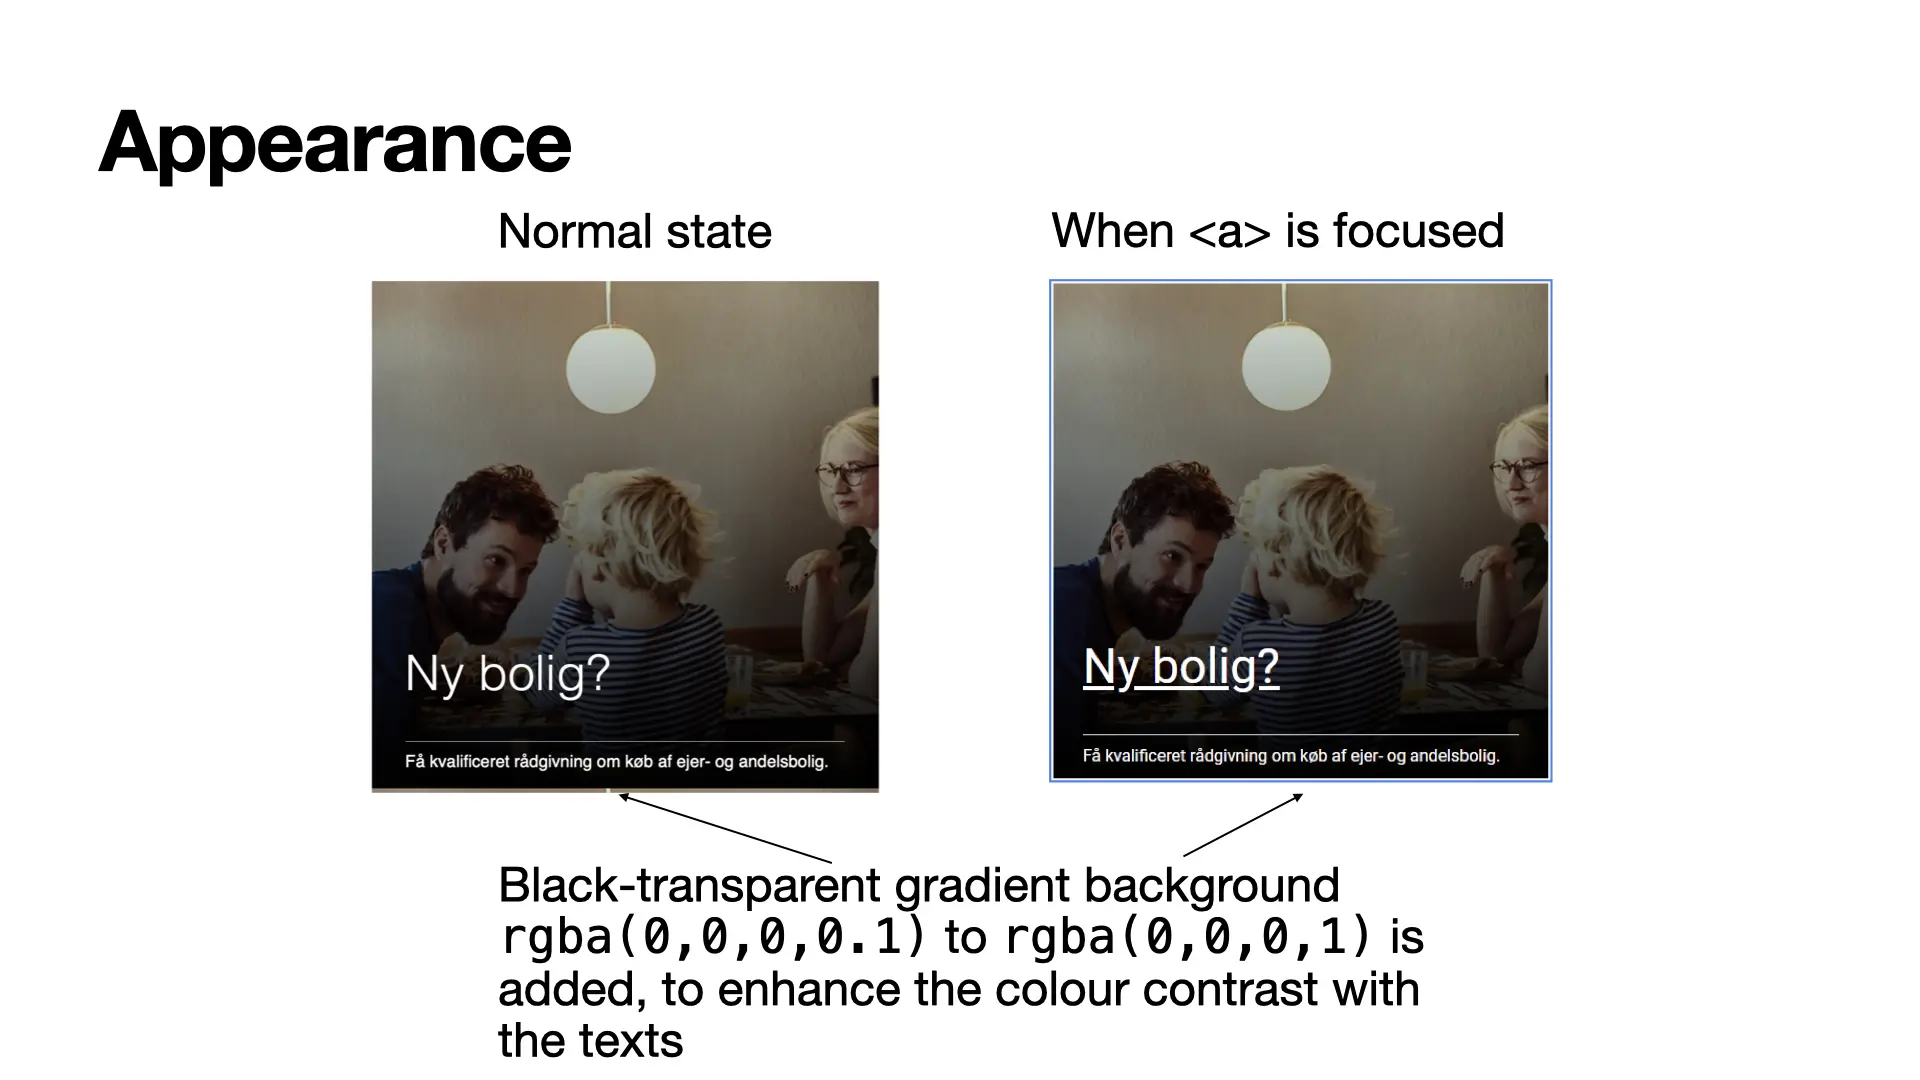 Appearance
Normal state
When <a> is focused
Ny bolig?
Få kvalificeret rådgivning om køb af ejer- og andelsbolig.
Ny bolig?
Få kvalificeret rådgivning om køb af ejer- og andelsbolig.
Black-transparent gradient background
rgba(0,0,0,0.1) to rgba(0,0,0,1) is
added, to enhance the colour contrast with
the texts